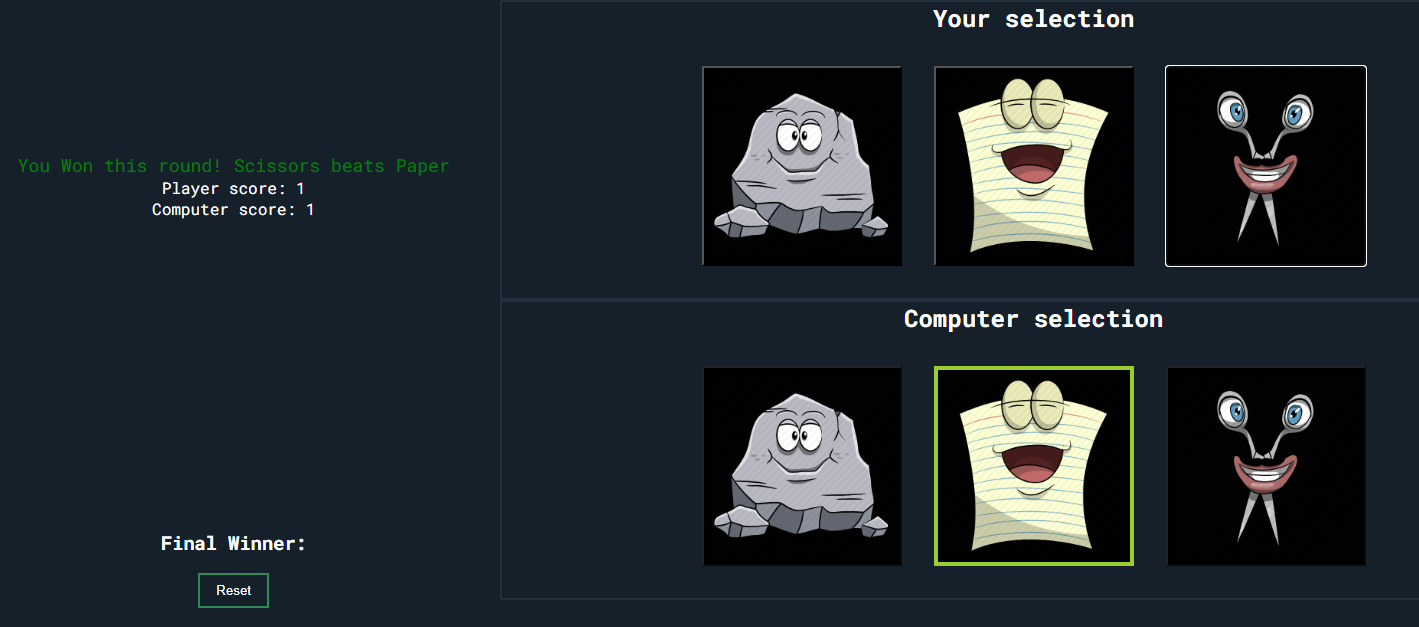 Your selection
You Won this round! Scissors beats Paper
Player score: 1
Computer score: 1
Computer selection
Final Winner:
Reset